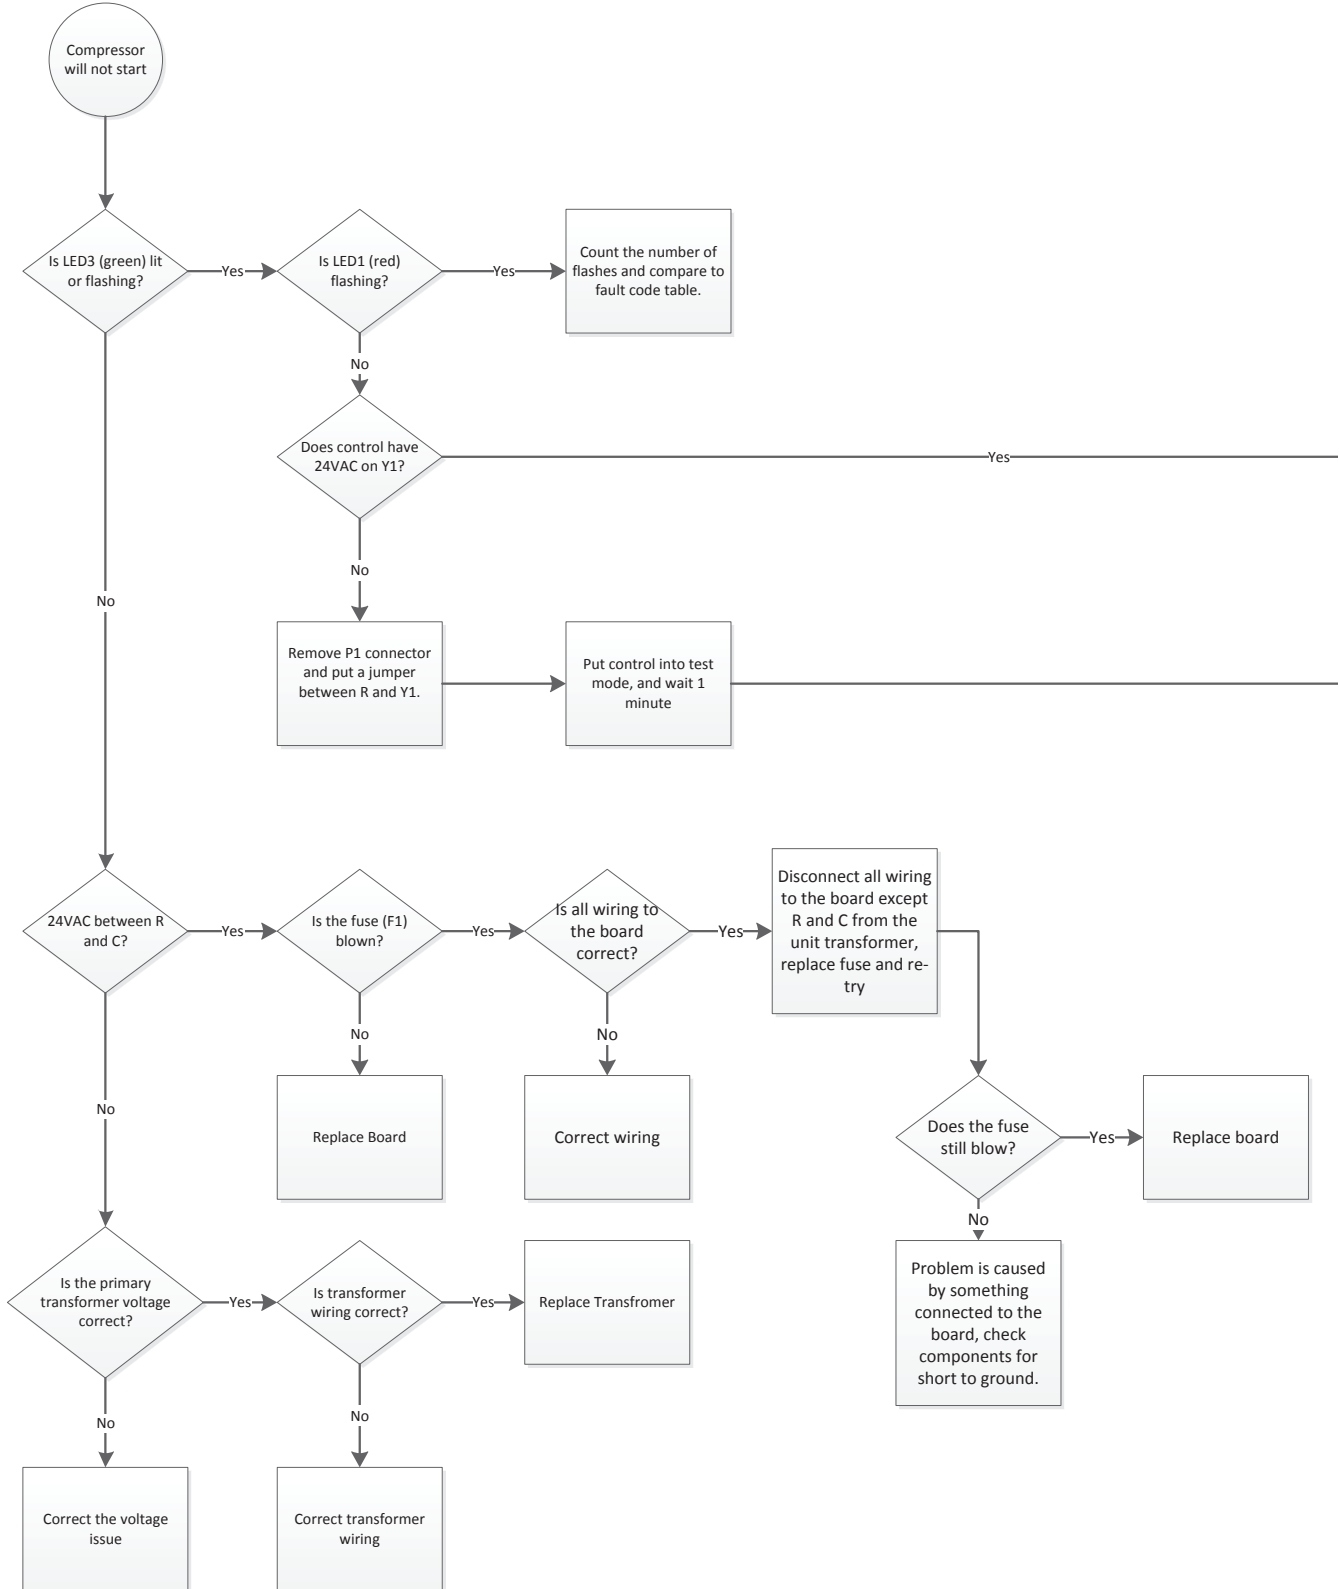 Compressor
will not start
Is LED3 (green) lit
or flashing?
Yes
Is LED1 (red)
flashing?
Yes
Count the number of
flashes and compare to
fault code table.
No
Does control have
24VAC on Y1?
Yes
No
No
Remove P1 connector
and put a jumper
between R and Y1.
Put control into test
mode, and wait 1
minute
24VAC between R
and C?
Yes
Is the fuse (F1)
blown?
Yes
Is all wiring to
the board
correct?
Yes
Disconnect all wiring
to the board except
R and C from the
unit transformer,
replace fuse and re-
try
No
No
No
Replace Board
Correct wiring
Does the fuse
still blow?
Yes
Replace board
No
Problem is caused
by something
connected to the
board, check
components for
short to ground.
Is the primary
transformer voltage
correct?
Yes
Is transformer
wiring correct?
Yes
Replace Transfromer
No
No
Correct the voltage
issue
Correct transformer
wiring